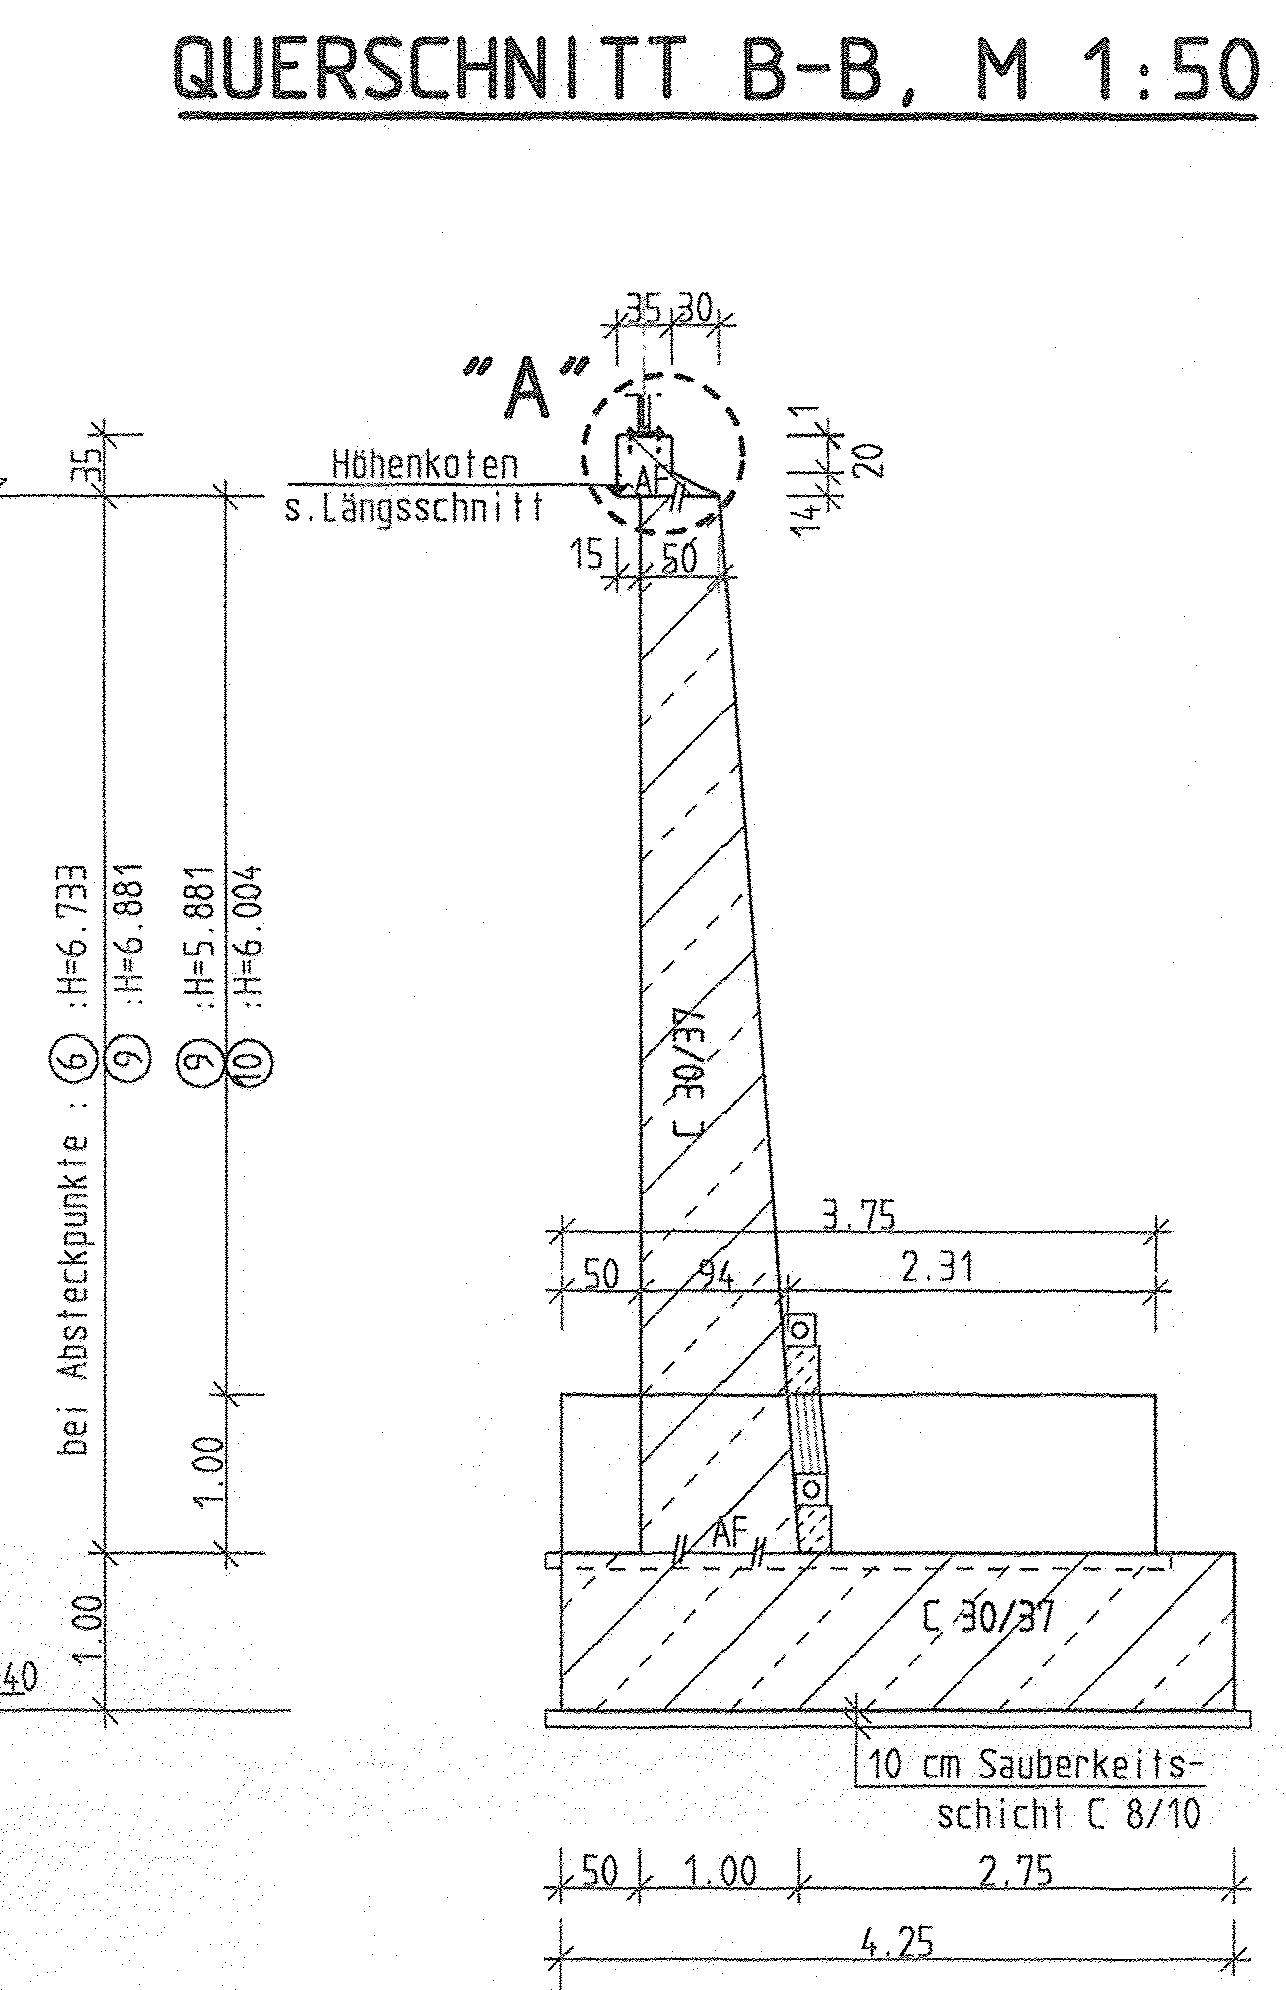 QUERSCHNITT B-B, M 1:50
35 30
"A"
1
20
14
35
Höhenkoten
s.Längsschnitt
AF
15 50
bei Absteckpunkte : 6 :H=6.733
9 :H=6.881
9 :H=5.881
10 :H=6.004
C 30/37
3.75
50 94 2.31
1.00
AF
1.00
C 30/37
40
10 cm Sauberkeits-
schicht C 8/10
50 1.00 2.75
4.25